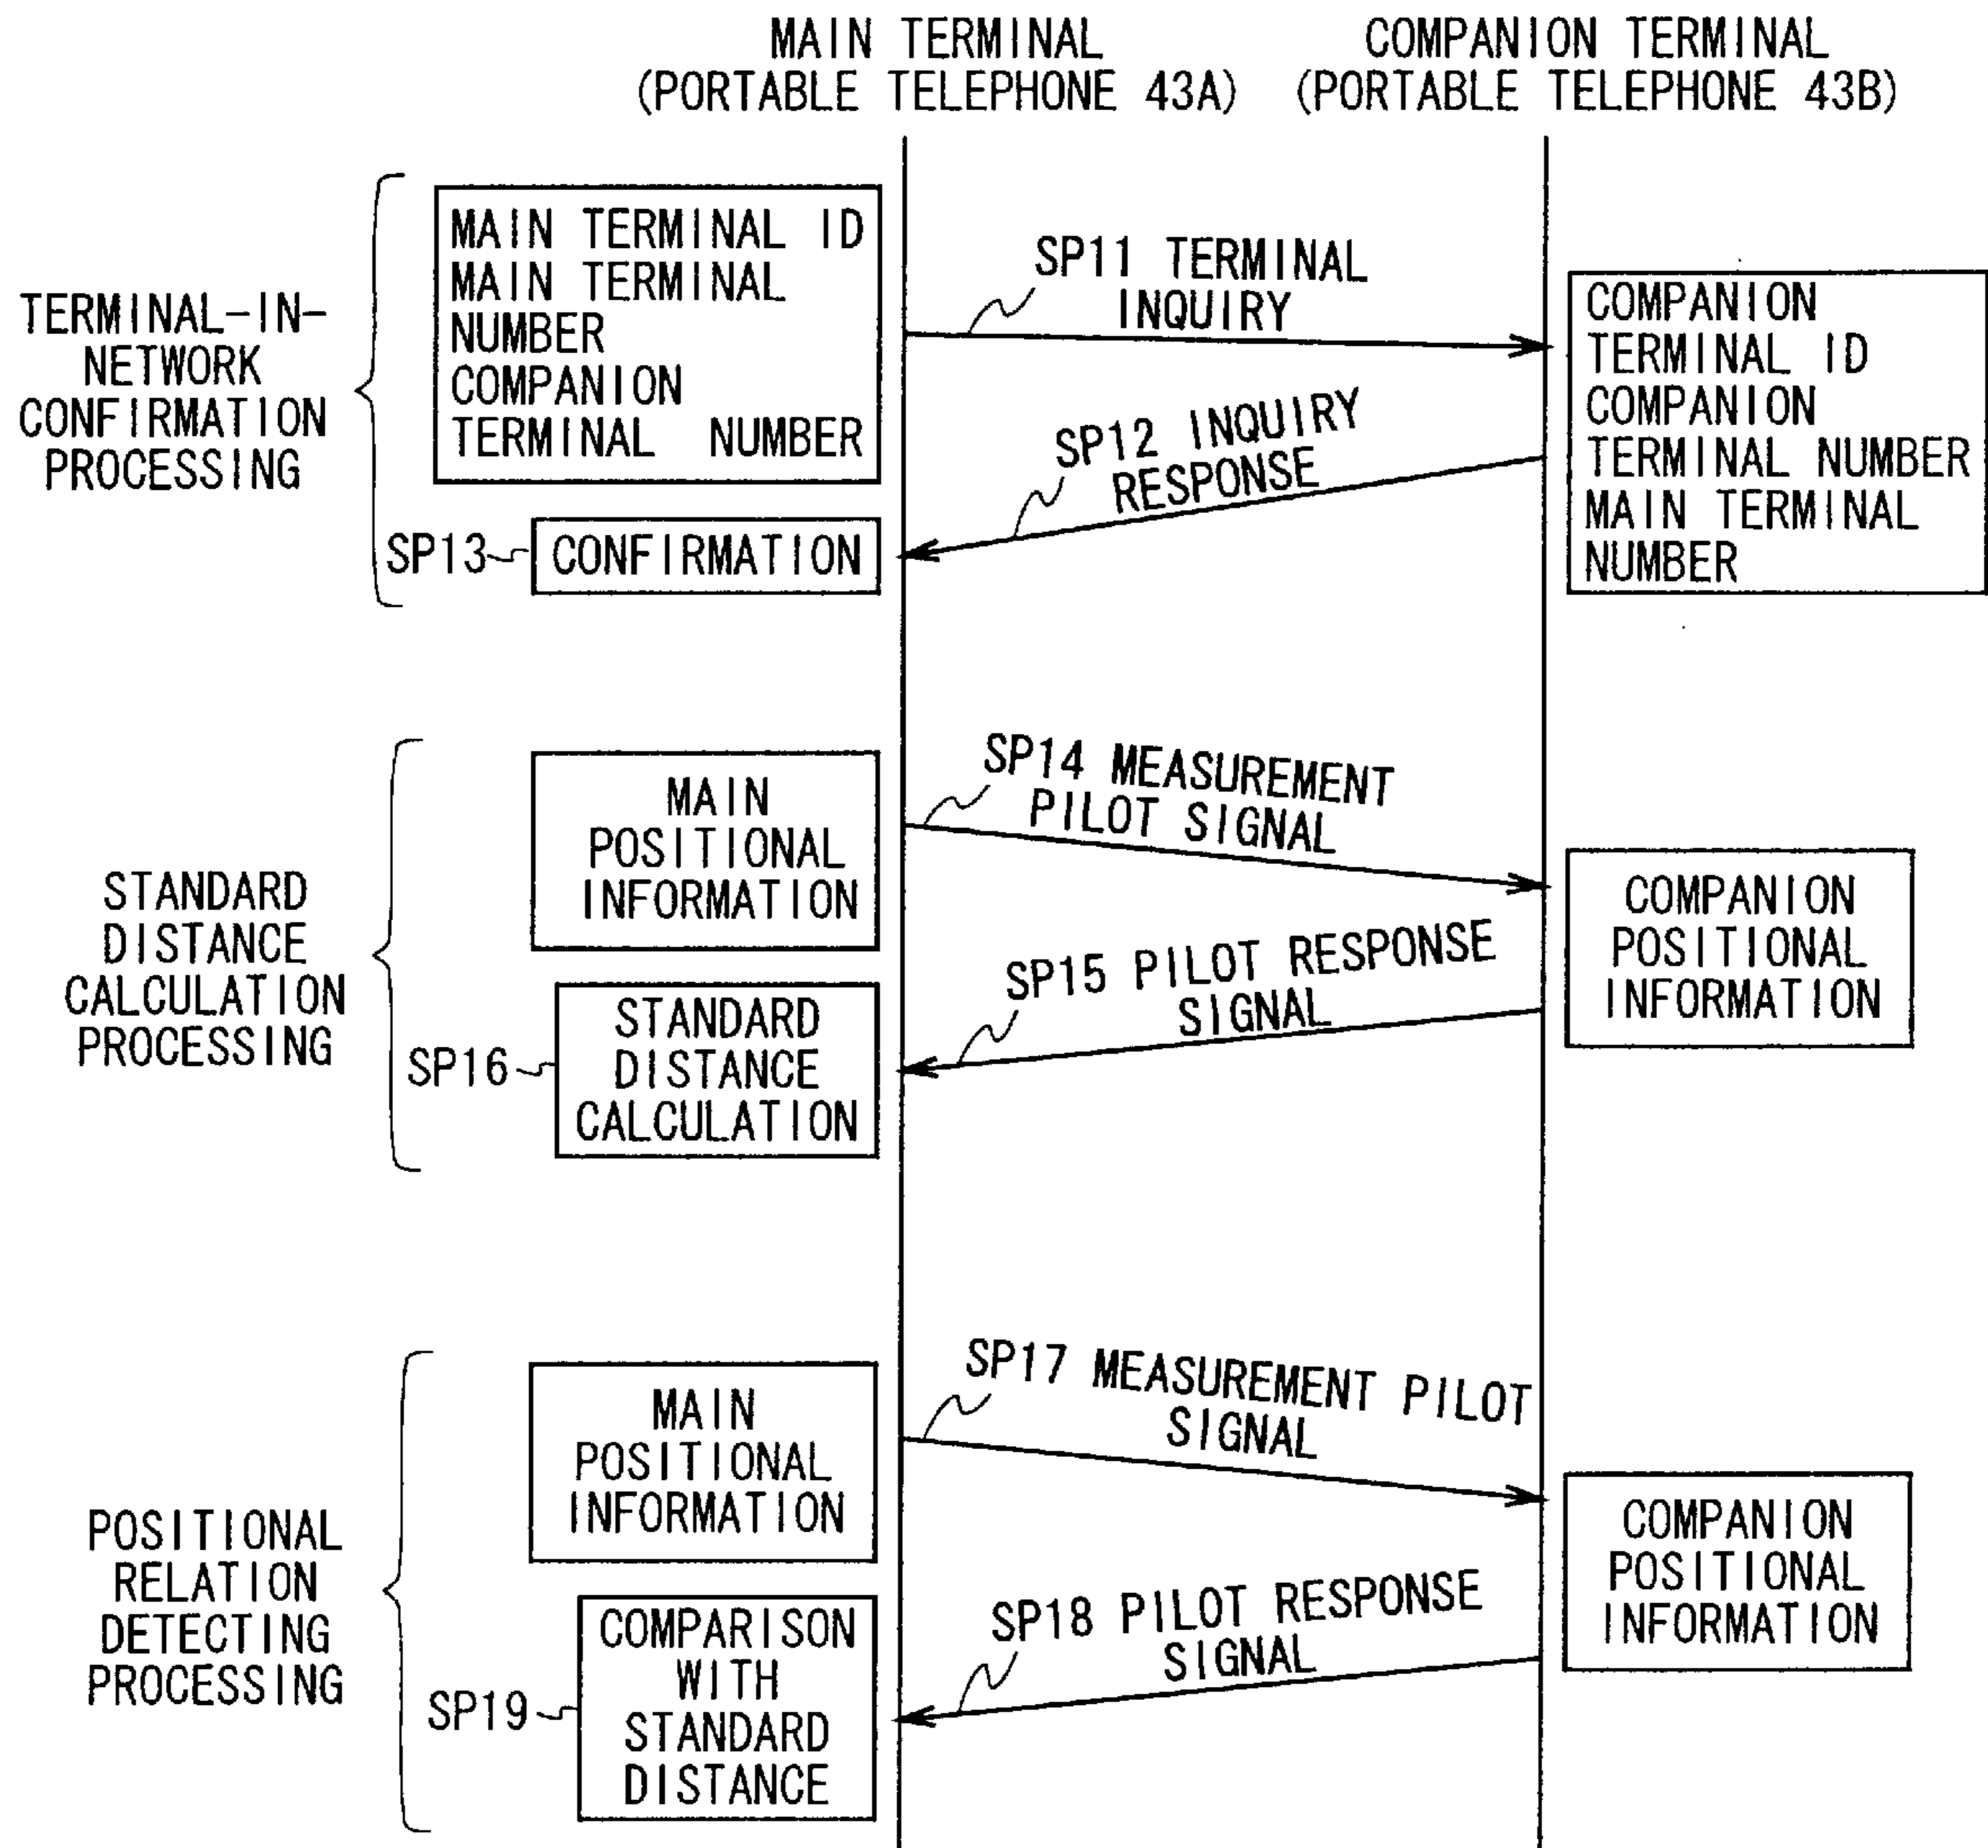 MAIN TERMINAL
(PORTABLE TELEPHONE 43A)
COMPANION TERMINAL
(PORTABLE TELEPHONE 43B)
TERMINAL-IN-
NETWORK
CONFIRMATION
PROCESSING
MAIN TERMINAL ID
MAIN TERMINAL
NUMBER
COMPANION
TERMINAL NUMBER
SP11 TERMINAL
INQUIRY
COMPANION
TERMINAL ID
COMPANION
TERMINAL NUMBER
MAIN TERMINAL
NUMBER
SP12 INQUIRY
RESPONSE
SP13
CONFIRMATION
STANDARD
DISTANCE
CALCULATION
PROCESSING
MAIN
POSITIONAL
INFORMATION
SP14 MEASUREMENT
PILOT SIGNAL
COMPANION
POSITIONAL
INFORMATION
SP15 PILOT RESPONSE
SIGNAL
SP16
STANDARD
DISTANCE
CALCULATION
POSITIONAL
RELATION
DETECTING
PROCESSING
MAIN
POSITIONAL
INFORMATION
SP17 MEASUREMENT PILOT
SIGNAL
COMPANION
POSITIONAL
INFORMATION
SP18 PILOT RESPONSE
SIGNAL
SP19
COMPARISON
WITH
STANDARD
DISTANCE